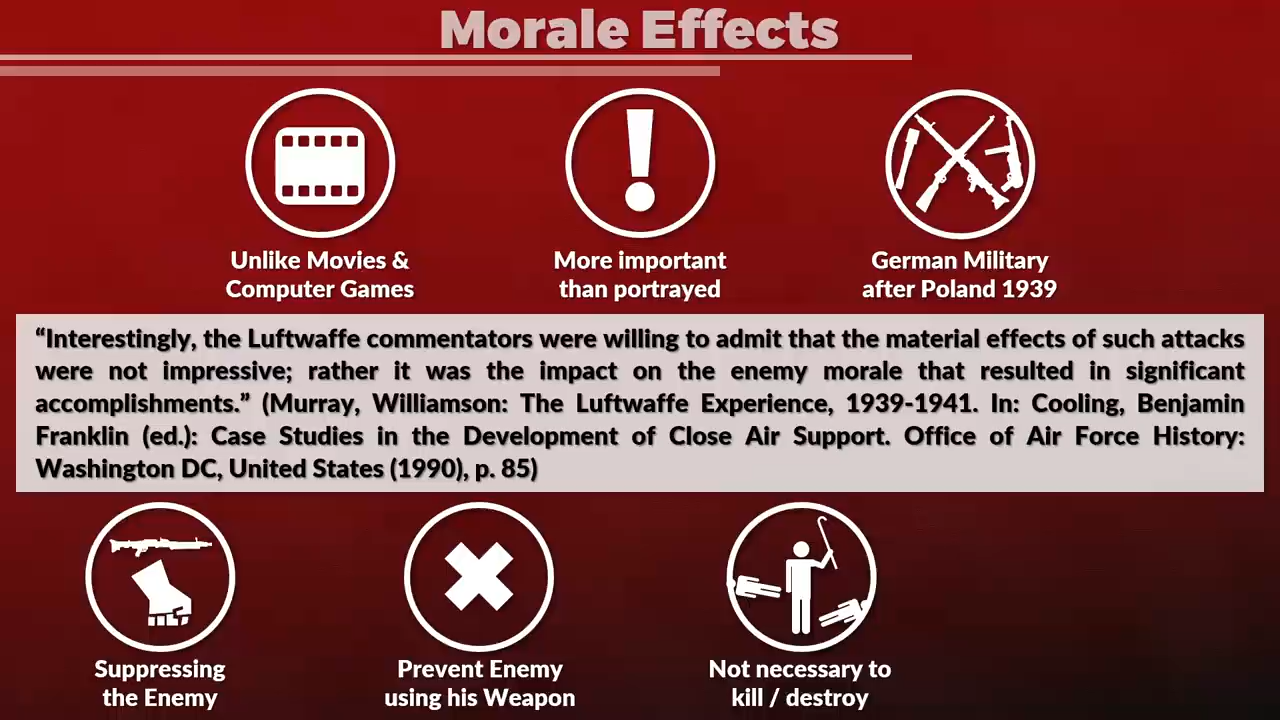 Morale Effects
Unlike Movies &
Computer Games
More important
than portrayed
German Military
after Poland 1939
“Interestingly, the Luftwaffe commentators were willing to admit that the material effects of such attacks
were not impressive; rather it was the impact on the enemy morale that resulted in significant
accomplishments.” (Murray, Williamson: The Luftwaffe Experience, 1939-1941. In: Cooling, Benjamin
Franklin (ed.): Case Studies in the Development of Close Air Support. Office of Air Force History:
Washington DC, United States (1990), p. 85)
Suppressing
the Enemy
Prevent Enemy
using his Weapon
Not necessary to
kill / destroy